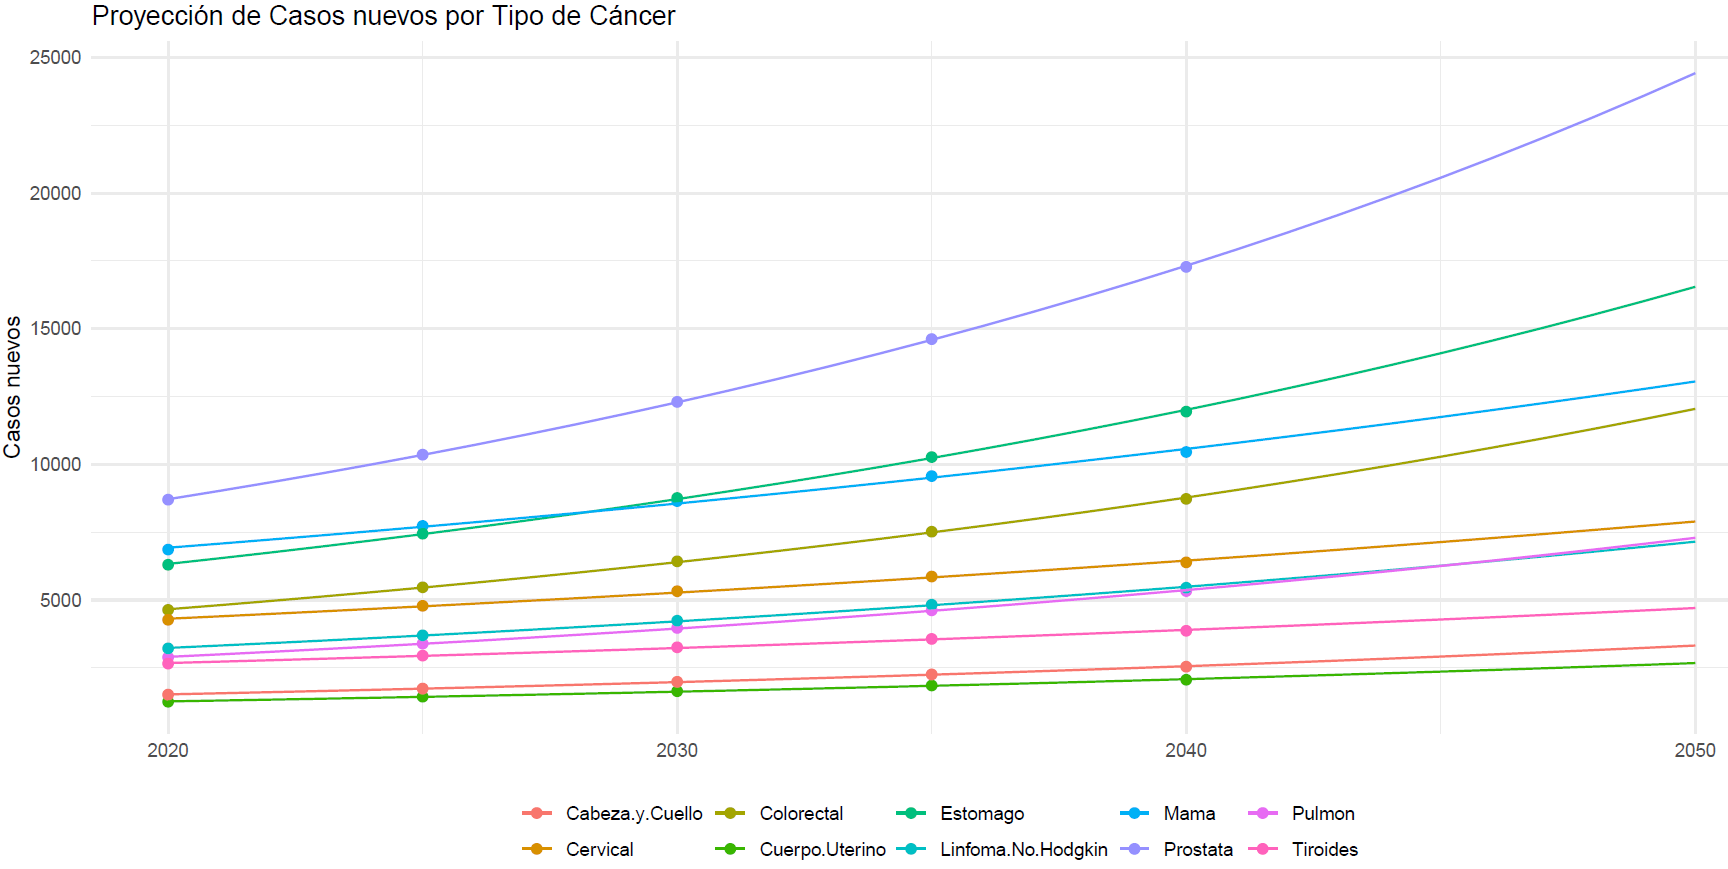 Proyección de Casos nuevos por Tipo de Cáncer
Casos nuevos
25000
20000
15000
10000
5000
2020 2030 2040 2050
Cabeza.y.Cuello Colorectal Estomago Mama Pulmon
Cervical Cuerpo.Uterino Linfoma.No.Hodgkin Prostata Tiroides